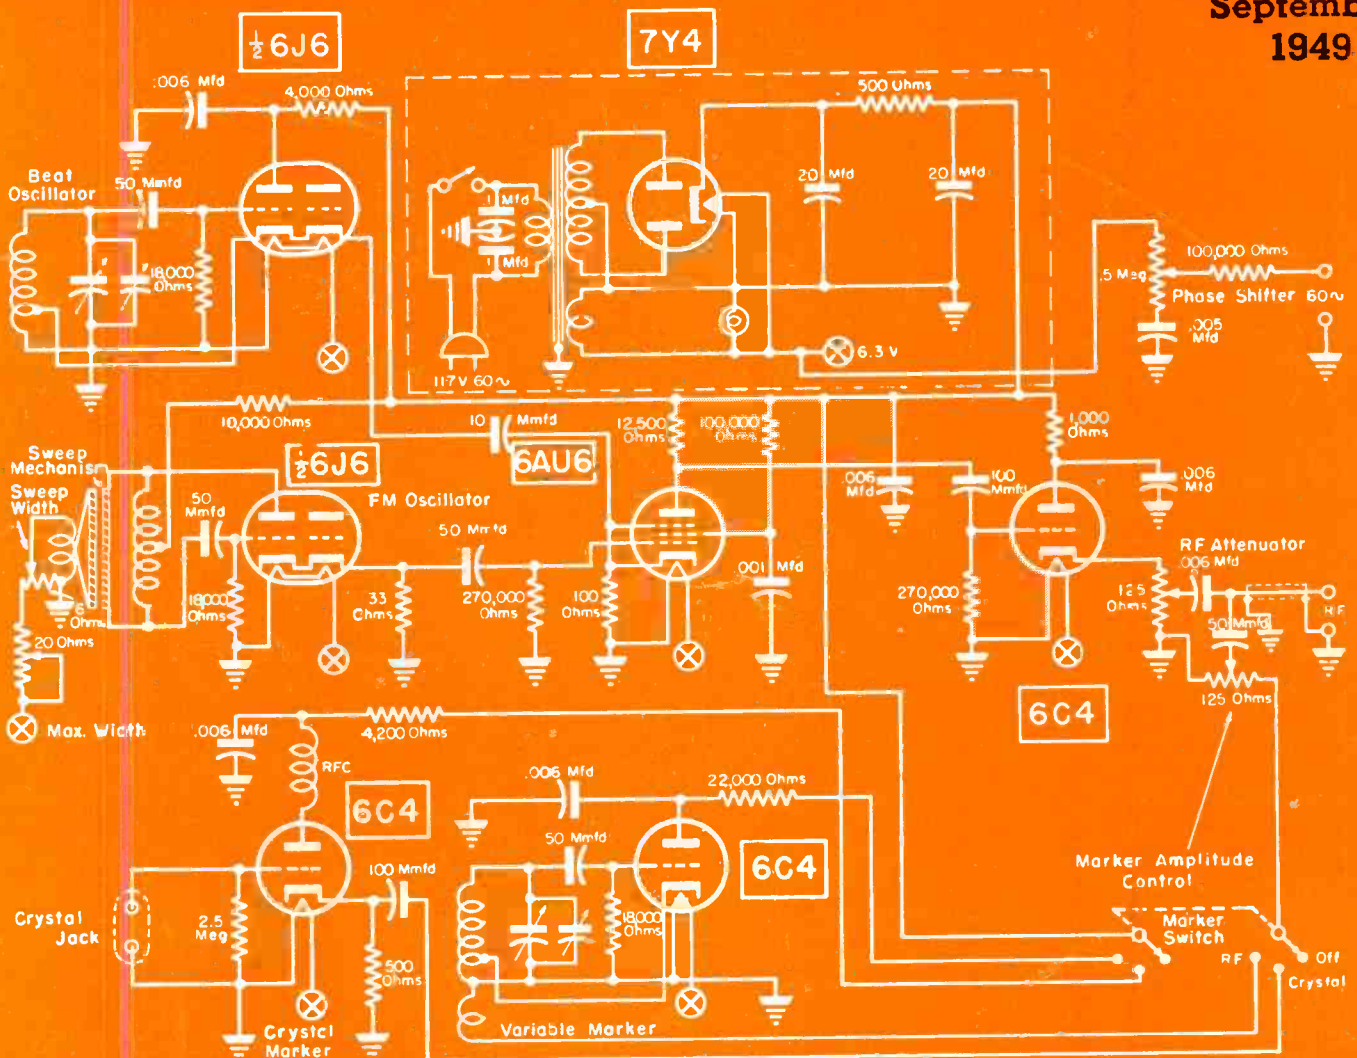 September
1949
½ 6J6
7Y4
.006 Mfd
4,000 Ohms
500 Ohms
Beat
Oscillator
50 Mmfd
18,000
Ohms
.1 Mfd
.1 Mfd
20 Mfd
20 Mfd
117V 60~
6.3 V
.5 Meg
100,000 Ohms
Phase Shifter 60~
.005
Mfd
10,000 Ohms
10 Mmfd
12,500
Ohms
100,000
Ohms
1,000
Ohms
Sweep
Mechanism
Sweep
Width
½ 6J6
6AU6
FM Oscillator
50
Mmfd
50 Mmfd
.006
Mfd
100
Mmfd
.006
Mfd
RF Attenuator
.006 Mfd
18,000
Ohms
33
Ohms
270,000
Ohms
100
Ohms
.001 Mfd
270,000
Ohms
125
Ohms
50 Mmfd
RF
6
Ohm
20 Ohms
125 Ohms
Max. Width
.006 Mfd
4,200 Ohms
6C4
RFC
6C4
.006 Mfd
22,000 Ohms
50 Mmfd
6C4
100 Mmfd
Marker Amplitude
Control
Crystal
Jack
2.5
Meg
18,000
Ohms
Marker
Switch
RF
Off
Crystal
500
Ohms
Crystal
Marker
Variable Marker